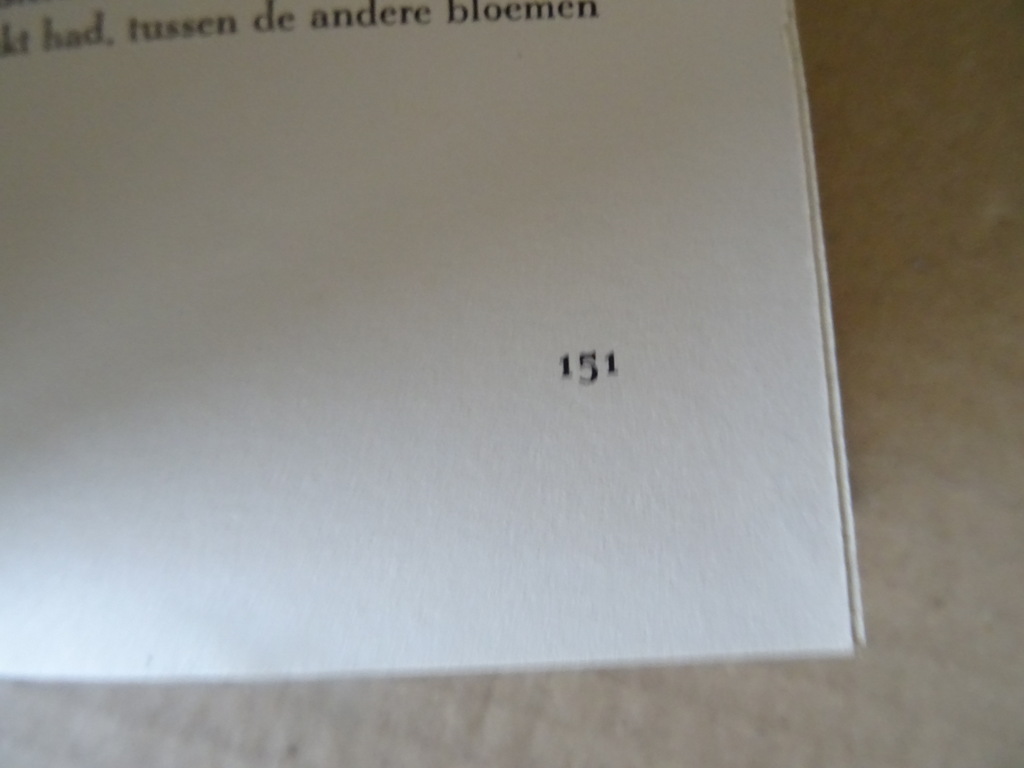 had, tussen de andere bloemen
151